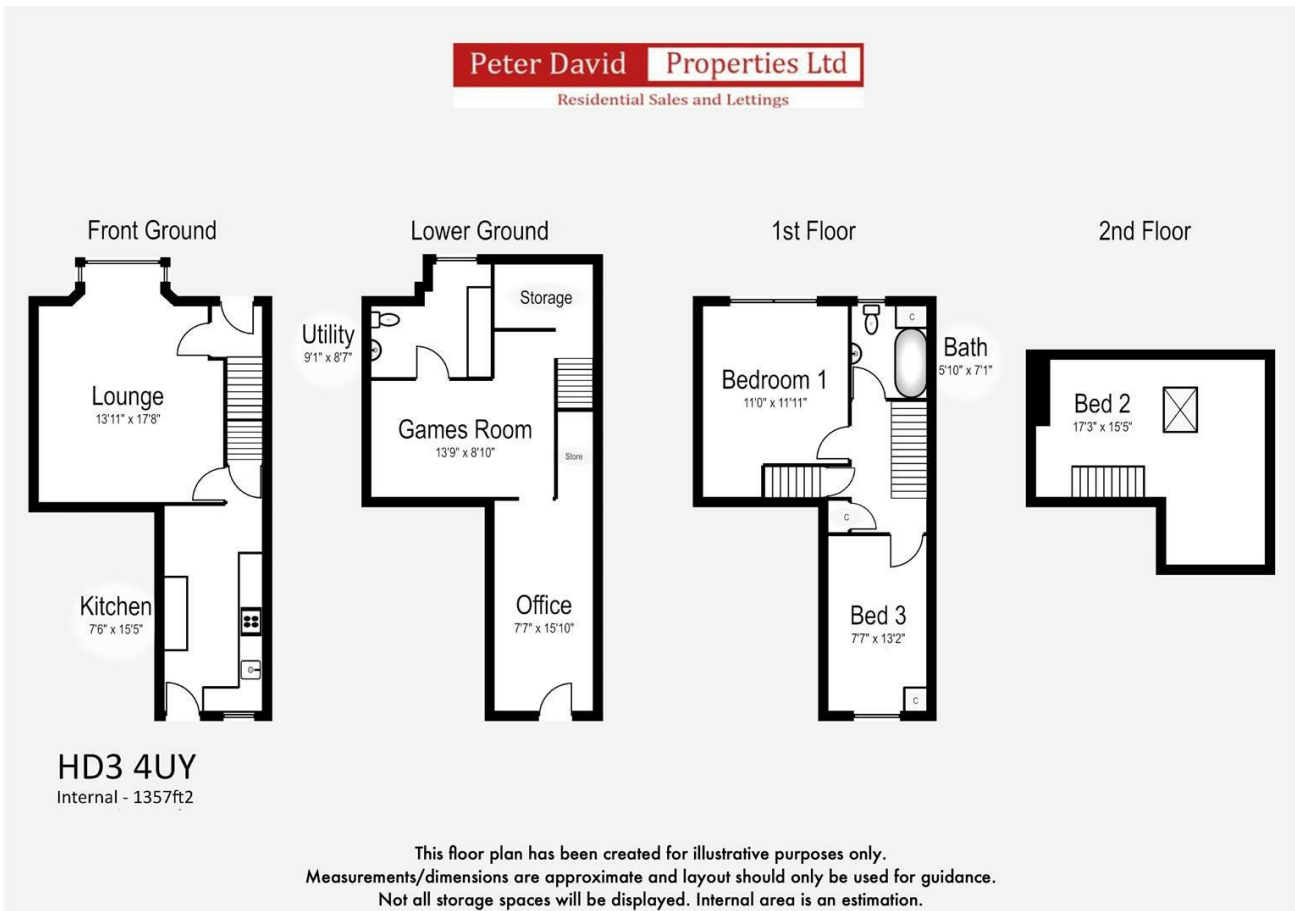 Peter David Properties Ltd
Residential Sales and Lettings
Front Ground
Lounge
13'11" x 17'8"
Kitchen
7'6" x 15'5"
Lower Ground
Storage
Utility
9'1" x 8'7"
Games Room
13'9" x 8'10"
Store
Office
7'7" x 15'10"
1st Floor
C
Bath
5'10" x 7'1"
Bedroom 1
11'0" x 11'11"
C
Bed 3
7'7" x 13'2"
C
2nd Floor
Bed 2
17'3" x 15'5"
HD3 4UY
Internal - 1357ft2
This floor plan has been created for illustrative purposes only.
Measurements/dimensions are approximate and layout should only be used for guidance.
Not all storage spaces will be displayed. Internal area is an estimation.